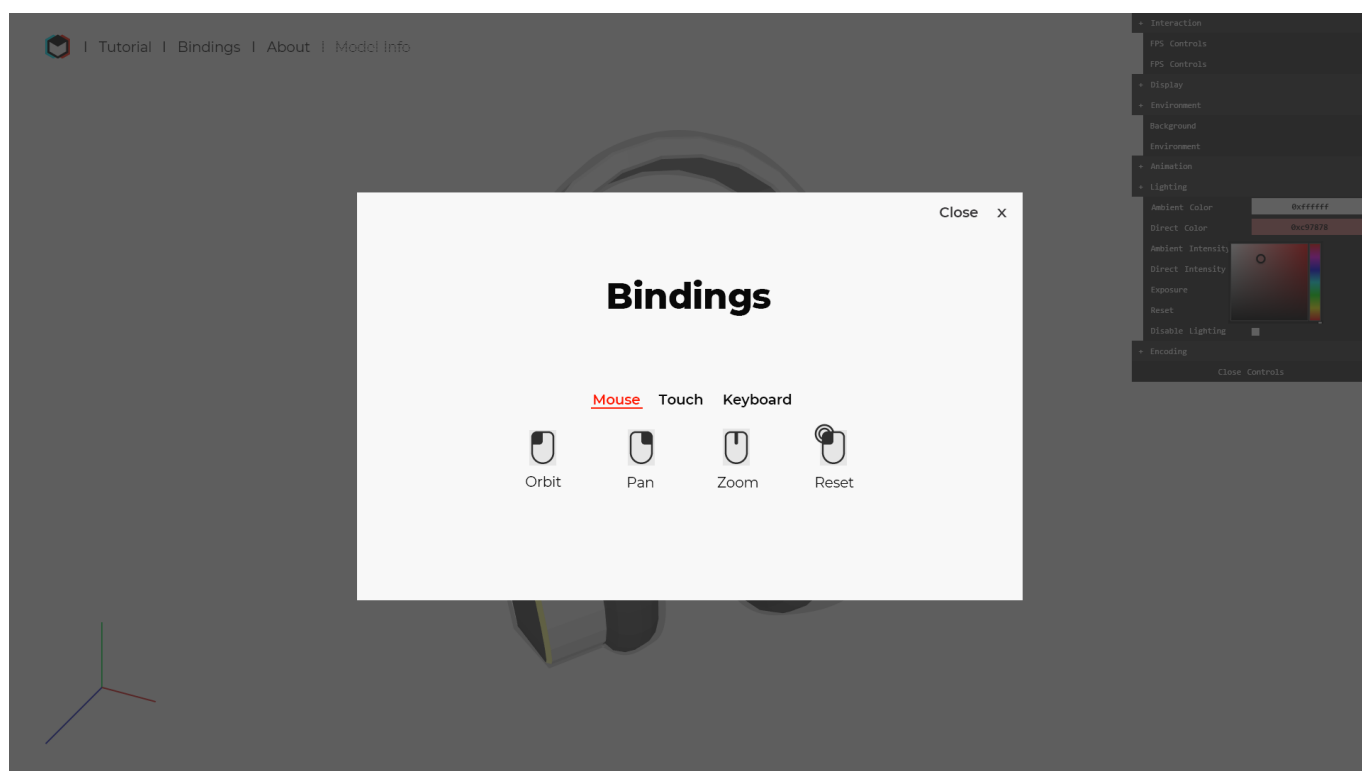 I Tutorial I Bindings I About I Model Info
+ Interaction
FPS Controls
FPS Controls
+ Display
+ Environment
Background
Environment
+ Animation
+ Lighting
Ambient Color 0xffffff
Direct Color 0xc97878
Ambient Intensity
Direct Intensity
Exposure
Reset
Disable Lighting
+ Encoding
Close Controls
Close X
Bindings
Mouse Touch Keyboard
Orbit Pan Zoom Reset